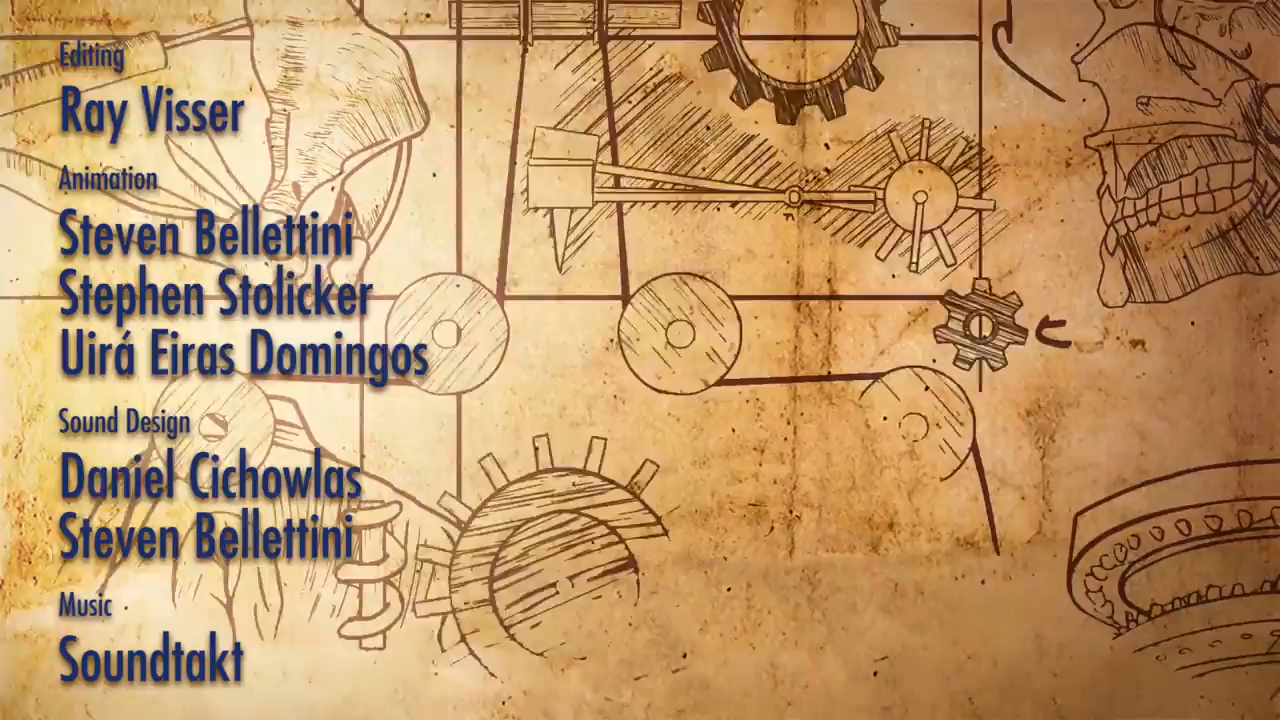 Editing
Ray Visser
Animation
Steven Bellettini
Stephen Stolicker
Uirá Eiras Domingos
Sound Design
Daniel Cichowlas
Steven Bellettini
Music
Soundtakt